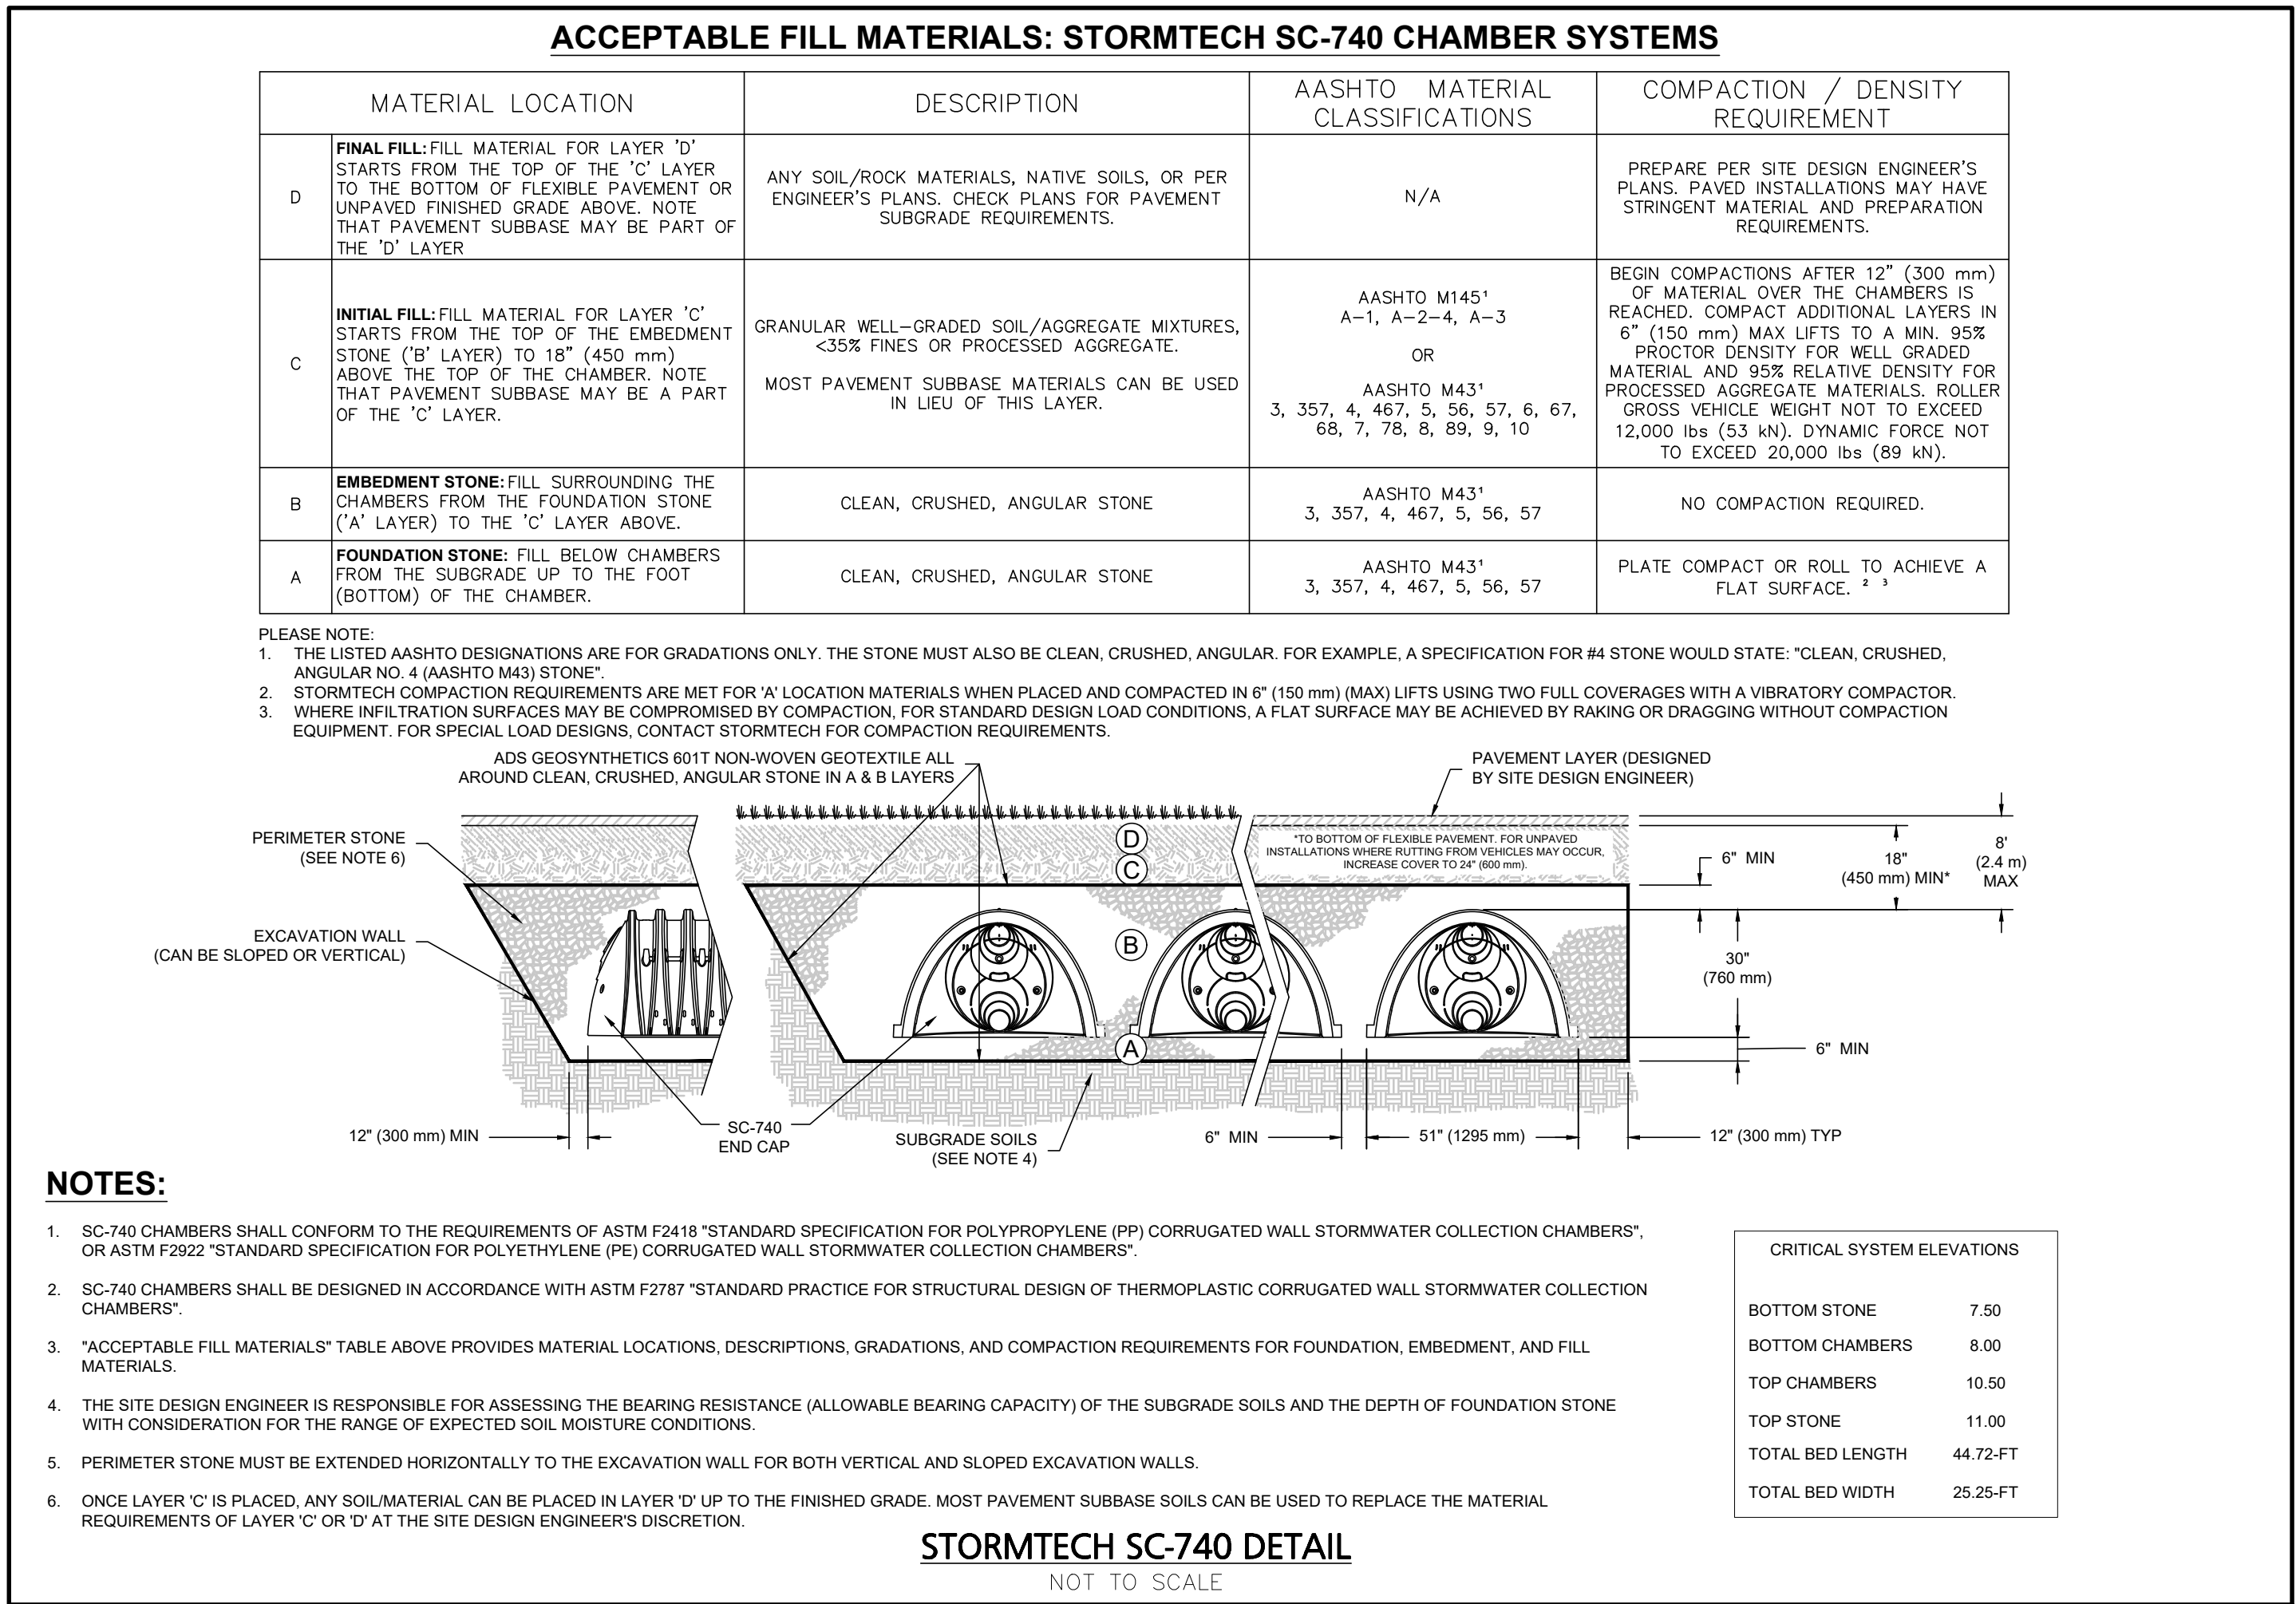 ACCEPTABLE FILL MATERIALS: STORMTECH SC-740 CHAMBER SYSTEMS
MATERIAL LOCATION
DESCRIPTION
AASHTO MATERIAL
CLASSIFICATIONS
COMPACTION / DENSITY
REQUIREMENT
D
FINAL FILL: FILL MATERIAL FOR LAYER 'D'
STARTS FROM THE TOP OF THE 'C' LAYER
TO THE BOTTOM OF FLEXIBLE PAVEMENT OR
UNPAVED FINISHED GRADE ABOVE. NOTE
THAT PAVEMENT SUBBASE MAY BE PART OF
THE 'D' LAYER
ANY SOIL/ROCK MATERIALS, NATIVE SOILS, OR PER
ENGINEER'S PLANS. CHECK PLANS FOR PAVEMENT
SUBGRADE REQUIREMENTS.
N/A
PREPARE PER SITE DESIGN ENGINEER'S
PLANS. PAVED INSTALLATIONS MAY HAVE
STRINGENT MATERIAL AND PREPARATION
REQUIREMENTS.
C
INITIAL FILL: FILL MATERIAL FOR LAYER 'C'
STARTS FROM THE TOP OF THE EMBEDMENT
STONE ('B' LAYER) TO 18" (450 mm)
ABOVE THE TOP OF THE CHAMBER. NOTE
THAT PAVEMENT SUBBASE MAY BE A PART
OF THE 'C' LAYER.
GRANULAR WELL-GRADED SOIL/AGGREGATE MIXTURES,
<35% FINES OR PROCESSED AGGREGATE.
MOST PAVEMENT SUBBASE MATERIALS CAN BE USED
IN LIEU OF THIS LAYER.
AASHTO M145¹
A-1, A-2-4, A-3
OR
AASHTO M43¹
3, 357, 4, 467, 5, 56, 57, 6, 67,
68, 7, 78, 8, 89, 9, 10
BEGIN COMPACTIONS AFTER 12" (300 mm)
OF MATERIAL OVER THE CHAMBERS IS
REACHED. COMPACT ADDITIONAL LAYERS IN
6" (150 mm) MAX LIFTS TO A MIN. 95%
PROCTOR DENSITY FOR WELL GRADED
MATERIAL AND 95% RELATIVE DENSITY FOR
PROCESSED AGGREGATE MATERIALS. ROLLER
GROSS VEHICLE WEIGHT NOT TO EXCEED
12,000 lbs (53 kN). DYNAMIC FORCE NOT
TO EXCEED 20,000 lbs (89 kN).
B
EMBEDMENT STONE: FILL SURROUNDING THE
CHAMBERS FROM THE FOUNDATION STONE
('A' LAYER) TO THE 'C' LAYER ABOVE.
CLEAN, CRUSHED, ANGULAR STONE
AASHTO M43¹
3, 357, 4, 467, 5, 56, 57
NO COMPACTION REQUIRED.
A
FOUNDATION STONE: FILL BELOW CHAMBERS
FROM THE SUBGRADE UP TO THE FOOT
(BOTTOM) OF THE CHAMBER.
CLEAN, CRUSHED, ANGULAR STONE
AASHTO M43¹
3, 357, 4, 467, 5, 56, 57
PLATE COMPACT OR ROLL TO ACHIEVE A
FLAT SURFACE. ² ³
PLEASE NOTE:
1. THE LISTED AASHTO DESIGNATIONS ARE FOR GRADATIONS ONLY. THE STONE MUST ALSO BE CLEAN, CRUSHED, ANGULAR. FOR EXAMPLE, A SPECIFICATION FOR #4 STONE WOULD STATE: "CLEAN, CRUSHED,
ANGULAR NO. 4 (AASHTO M43) STONE".
2. STORMTECH COMPACTION REQUIREMENTS ARE MET FOR 'A' LOCATION MATERIALS WHEN PLACED AND COMPACTED IN 6" (150 mm) (MAX) LIFTS USING TWO FULL COVERAGES WITH A VIBRATORY COMPACTOR.
3. WHERE INFILTRATION SURFACES MAY BE COMPROMISED BY COMPACTION, FOR STANDARD DESIGN LOAD CONDITIONS, A FLAT SURFACE MAY BE ACHIEVED BY RAKING OR DRAGGING WITHOUT COMPACTION
EQUIPMENT. FOR SPECIAL LOAD DESIGNS, CONTACT STORMTECH FOR COMPACTION REQUIREMENTS.
ADS GEOSYNTHETICS 601T NON-WOVEN GEOTEXTILE ALL
AROUND CLEAN, CRUSHED, ANGULAR STONE IN A & B LAYERS
PAVEMENT LAYER (DESIGNED
BY SITE DESIGN ENGINEER)
PERIMETER STONE
(SEE NOTE 6)
EXCAVATION WALL
(CAN BE SLOPED OR VERTICAL)
D
C
B
A
*TO BOTTOM OF FLEXIBLE PAVEMENT. FOR UNPAVED
INSTALLATIONS WHERE RUTTING FROM VEHICLES MAY OCCUR,
INCREASE COVER TO 24" (600 mm).
6" MIN
18"
(450 mm) MIN*
8'
(2.4 m)
MAX
30"
(760 mm)
6" MIN
12" (300 mm) MIN
SC-740
END CAP
SUBGRADE SOILS
(SEE NOTE 4)
6" MIN
51" (1295 mm)
12" (300 mm) TYP
NOTES:
1. SC-740 CHAMBERS SHALL CONFORM TO THE REQUIREMENTS OF ASTM F2418 "STANDARD SPECIFICATION FOR POLYPROPYLENE (PP) CORRUGATED WALL STORMWATER COLLECTION CHAMBERS",
OR ASTM F2922 "STANDARD SPECIFICATION FOR POLYETHYLENE (PE) CORRUGATED WALL STORMWATER COLLECTION CHAMBERS".
2. SC-740 CHAMBERS SHALL BE DESIGNED IN ACCORDANCE WITH ASTM F2787 "STANDARD PRACTICE FOR STRUCTURAL DESIGN OF THERMOPLASTIC CORRUGATED WALL STORMWATER COLLECTION
CHAMBERS".
3. "ACCEPTABLE FILL MATERIALS" TABLE ABOVE PROVIDES MATERIAL LOCATIONS, DESCRIPTIONS, GRADATIONS, AND COMPACTION REQUIREMENTS FOR FOUNDATION, EMBEDMENT, AND FILL
MATERIALS.
4. THE SITE DESIGN ENGINEER IS RESPONSIBLE FOR ASSESSING THE BEARING RESISTANCE (ALLOWABLE BEARING CAPACITY) OF THE SUBGRADE SOILS AND THE DEPTH OF FOUNDATION STONE
WITH CONSIDERATION FOR THE RANGE OF EXPECTED SOIL MOISTURE CONDITIONS.
5. PERIMETER STONE MUST BE EXTENDED HORIZONTALLY TO THE EXCAVATION WALL FOR BOTH VERTICAL AND SLOPED EXCAVATION WALLS.
6. ONCE LAYER 'C' IS PLACED, ANY SOIL/MATERIAL CAN BE PLACED IN LAYER 'D' UP TO THE FINISHED GRADE. MOST PAVEMENT SUBBASE SOILS CAN BE USED TO REPLACE THE MATERIAL
REQUIREMENTS OF LAYER 'C' OR 'D' AT THE SITE DESIGN ENGINEER'S DISCRETION.
CRITICAL SYSTEM ELEVATIONS
BOTTOM STONE 7.50
BOTTOM CHAMBERS 8.00
TOP CHAMBERS 10.50
TOP STONE 11.00
TOTAL BED LENGTH 44.72-FT
TOTAL BED WIDTH 25.25-FT
STORMTECH SC-740 DETAIL
NOT TO SCALE